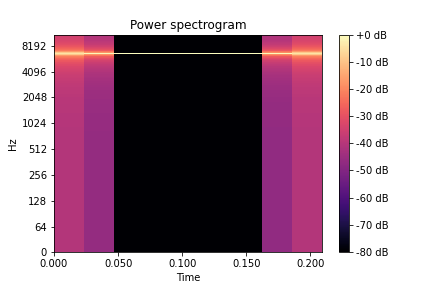 Power spectrogram
+0 dB
8192
-10 dB
4096
-20 dB
2048
-30 dB
1024
Hz
512
-40 dB
256
-50 dB
128
-60 dB
64
-70 dB
0
-80 dB
0.000
0.050
0.100
0.150
0.200
Time